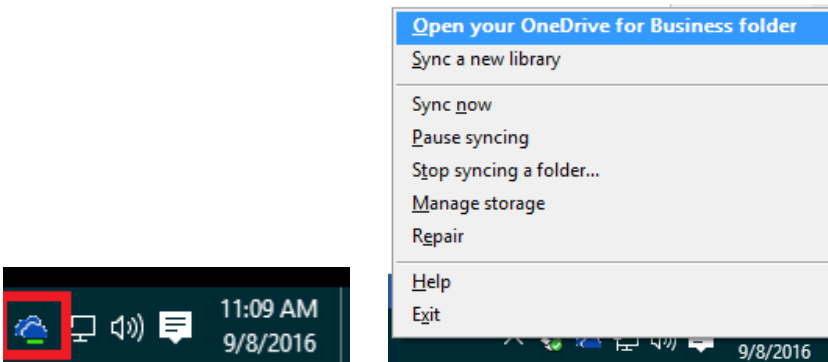 11:09 AM
9/8/2016
Open your OneDrive for Business folder
Sync a new library
Sync now
Pause syncing
Stop syncing a folder...
Manage storage
Repair
Help
Exit
9/8/2016